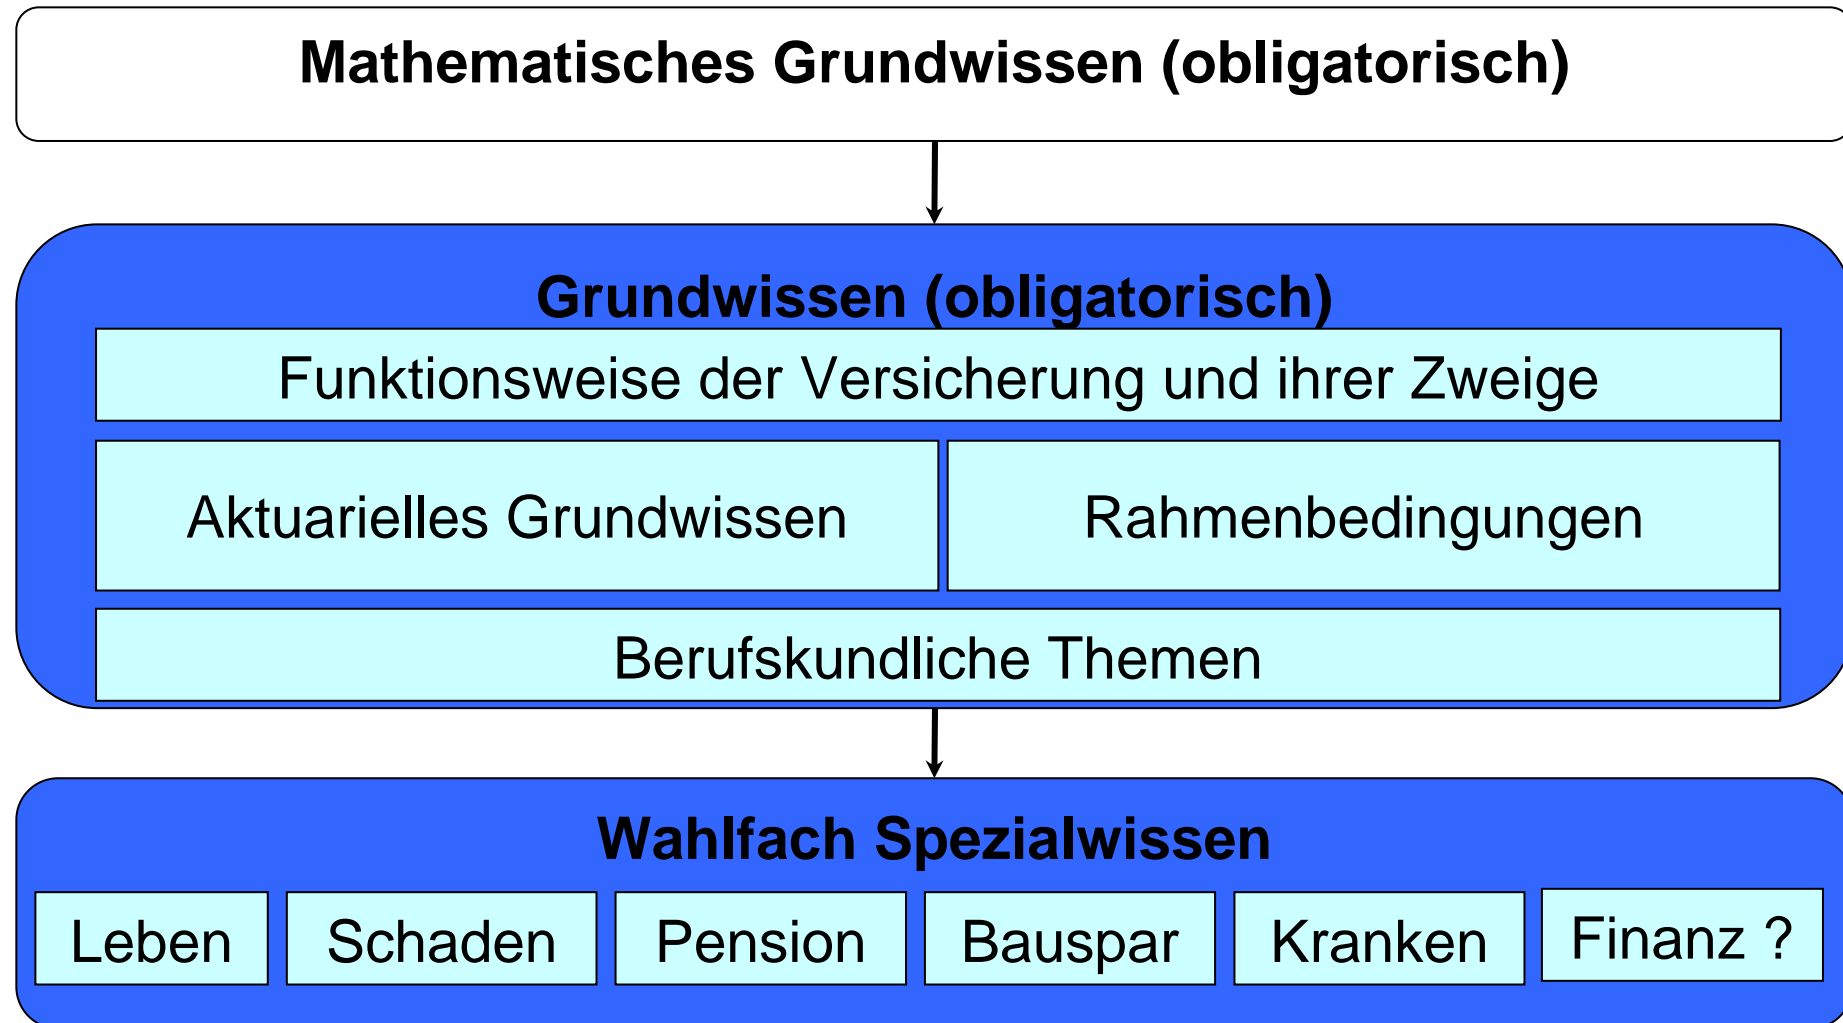 Mathematisches Grundwissen (obligatorisch)
Grundwissen (obligatorisch)
Funktionsweise der Versicherung und ihrer Zweige
Aktuarielles Grundwissen
Rahmenbedingungen
Berufskundliche Themen
Wahlfach Spezialwissen
Leben
Schaden
Pension
Bauspar
Kranken
Finanz ?